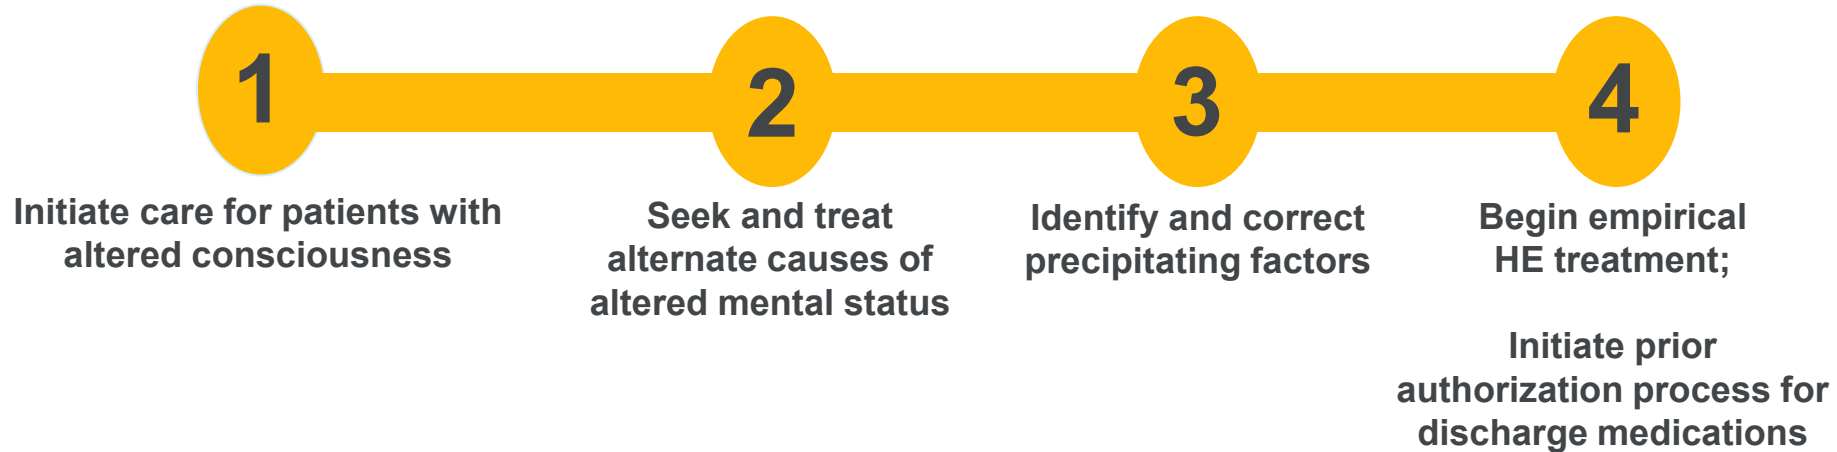 1
Initiate care for patients with
altered consciousness
2
Seek and treat
alternate causes of
altered mental status
3
Identify and correct
precipitating factors
4
Begin empirical
HE treatment;
Initiate prior
authorization process for
discharge medications